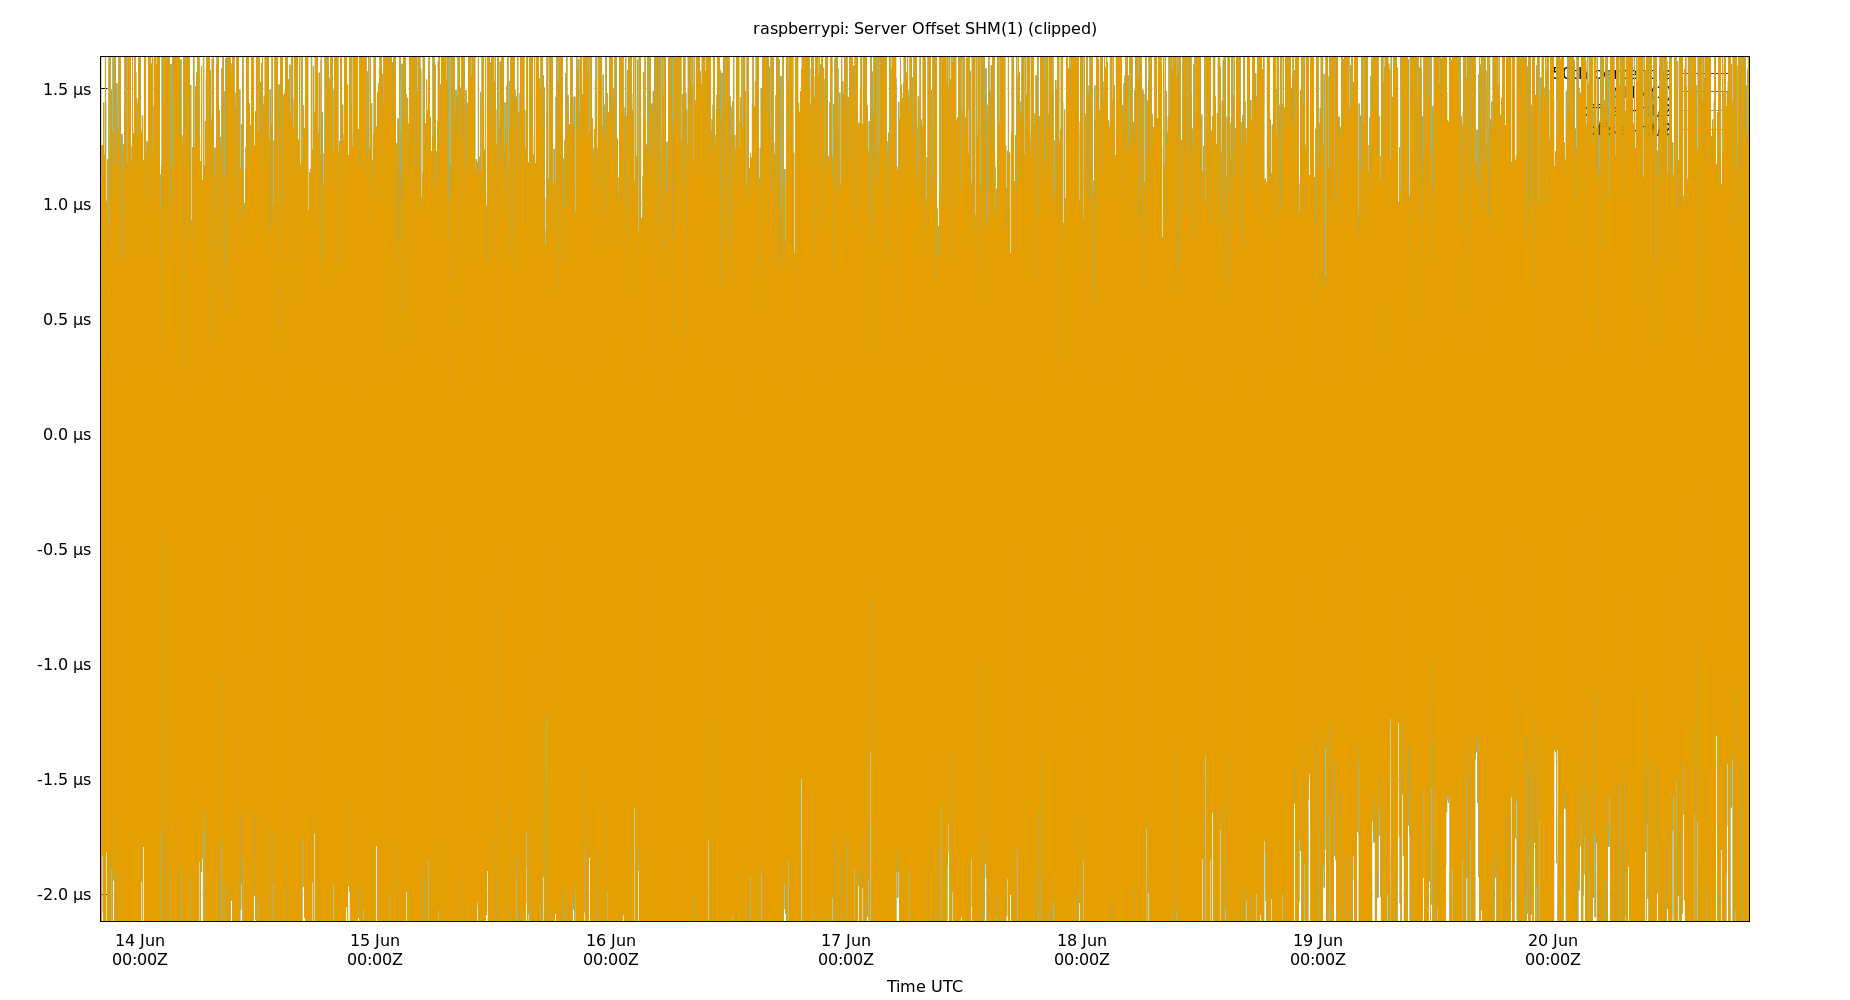 raspberrypi: Server Offset SHM(1) (clipped)
1.5 µs
1.0 µs
0.5 µs
0.0 µs
-0.5 µs
-1.0 µs
-1.5 µs
-2.0 µs
14 Jun 15 Jun 16 Jun 17 Jun 18 Jun 19 Jun 20 Jun
00:00Z 00:00Z 00:00Z 00:00Z 00:00Z 00:00Z 00:00Z
Time UTC